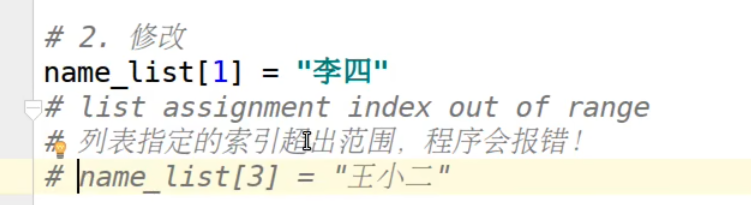 # 2. 修改
name_list[1] = "李四"
# list assignment index out of range
# 列表指定的索引超出范围，程序会报错！
# name_list[3] = "王小二"